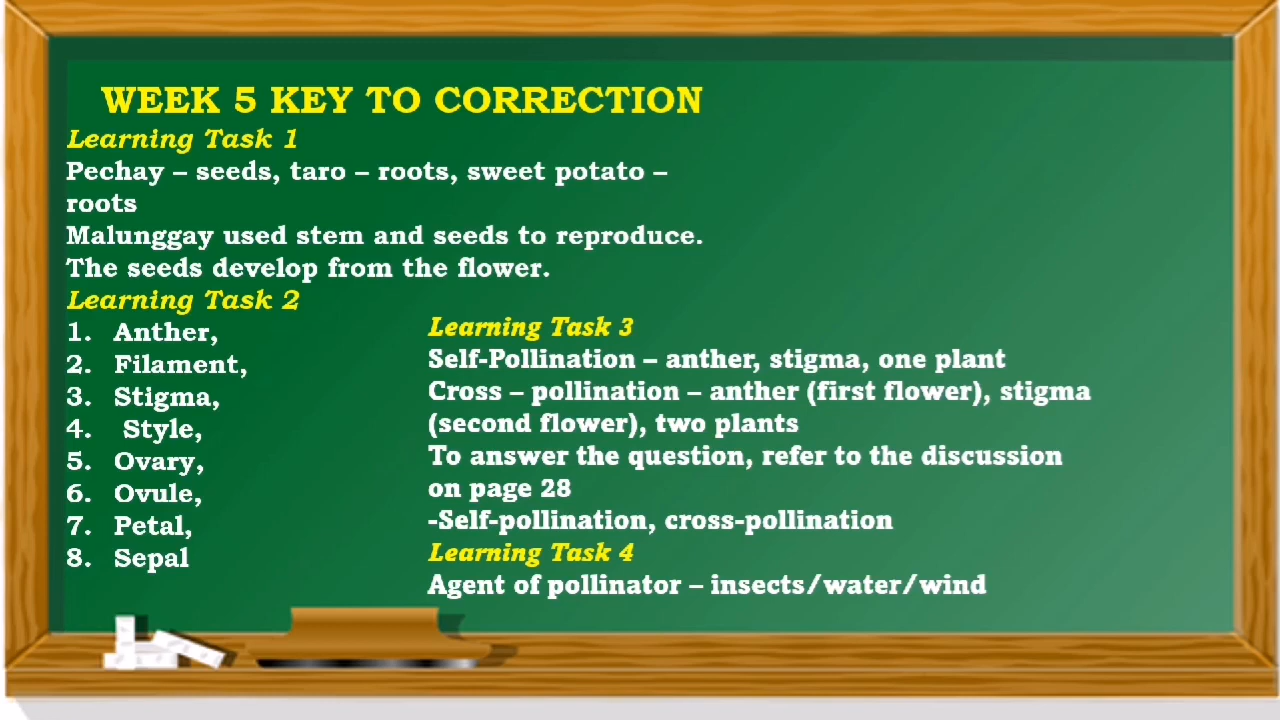 WEEK 5 KEY TO CORRECTION
Learning Task 1
Pechay – seeds, taro – roots, sweet potato –
roots
Malunggay used stem and seeds to reproduce.
The seeds develop from the flower.
Learning Task 2
1. Anther,
2. Filament,
3. Stigma,
4. Style,
5. Ovary,
6. Ovule,
7. Petal,
8. Sepal
Learning Task 3
Self-Pollination – anther, stigma, one plant
Cross – pollination – anther (first flower), stigma
(second flower), two plants
To answer the question, refer to the discussion
on page 28
-Self-pollination, cross-pollination
Learning Task 4
Agent of pollinator – insects/water/wind